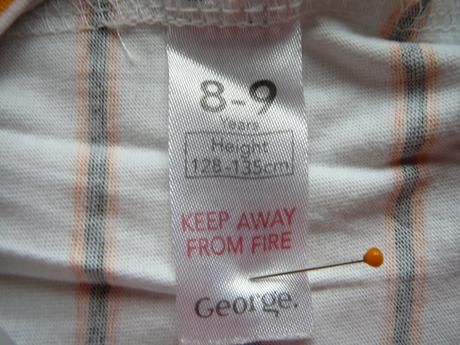 8-9
Years
Height
128-135cm
KEEP AWAY
FROM FIRE
George.